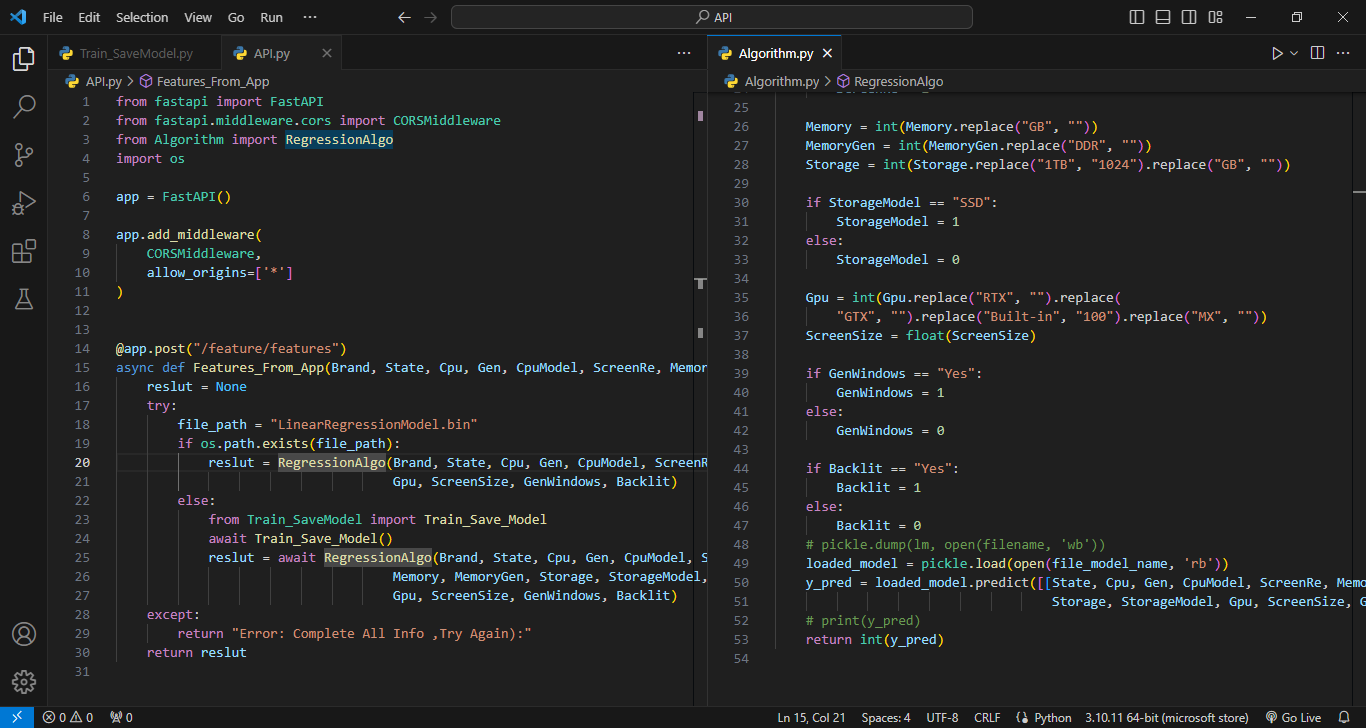 File Edit Selection View Go Run ··· API
Train_SaveModel.py API.py
API.py > Features_From_App
1 from fastapi import FastAPI
2 from fastapi.middleware.cors import CORSMiddleware
3 from Algorithm import RegressionAlgo
4 import os
5
6 app = FastAPI()
7
8 app.add_middleware(
9 CORSMiddleware,
10 allow_origins=['*']
11 )
12
13
14 @app.post("/feature/features")
15 async def Features_From_App(Brand, State, Cpu, Gen, CpuModel, ScreenRe, Memor
16 reslut = None
17 try:
18 file_path = "LinearRegressionModel.bin"
19 if os.path.exists(file_path):
20 reslut = RegressionAlgo(Brand, State, Cpu, Gen, CpuModel, ScreenR
21 Gpu, ScreenSize, GenWindows, Backlit)
22 else:
23 from Train_SaveModel import Train_Save_Model
24 await Train_Save_Model()
25 reslut = await RegressionAlgo(Brand, State, Cpu, Gen, CpuModel, S
26 Memory, MemoryGen, Storage, StorageModel,
27 Gpu, ScreenSize, GenWindows, Backlit)
28 except:
29 return "Error: Complete All Info ,Try Again):"
30 return reslut
31
Algorithm.py
Algorithm.py > RegressionAlgo
25
26 Memory = int(Memory.replace("GB", ""))
27 MemoryGen = int(MemoryGen.replace("DDR", ""))
28 Storage = int(Storage.replace("1TB", "1024").replace("GB", ""))
29
30 if StorageModel == "SSD":
31 StorageModel = 1
32 else:
33 StorageModel = 0
34
35 Gpu = int(Gpu.replace("RTX", "").replace(
36 "GTX", "").replace("Built-in", "100").replace("MX", ""))
37 ScreenSize = float(ScreenSize)
38
39 if GenWindows == "Yes":
40 GenWindows = 1
41 else:
42 GenWindows = 0
43
44 if Backlit == "Yes":
45 Backlit = 1
46 else:
47 Backlit = 0
48 # pickle.dump(lm, open(filename, 'wb'))
49 loaded_model = pickle.load(open(file_model_name, 'rb'))
50 y_pred = loaded_model.predict([[State, Cpu, Gen, CpuModel, ScreenRe, Memo
51 Storage, StorageModel, Gpu, ScreenSize, G
52 # print(y_pred)
53 return int(y_pred)
54
0 0 0 Ln 15, Col 21 Spaces: 4 UTF-8 CRLF Python 3.10.11 64-bit (microsoft store) Go Live